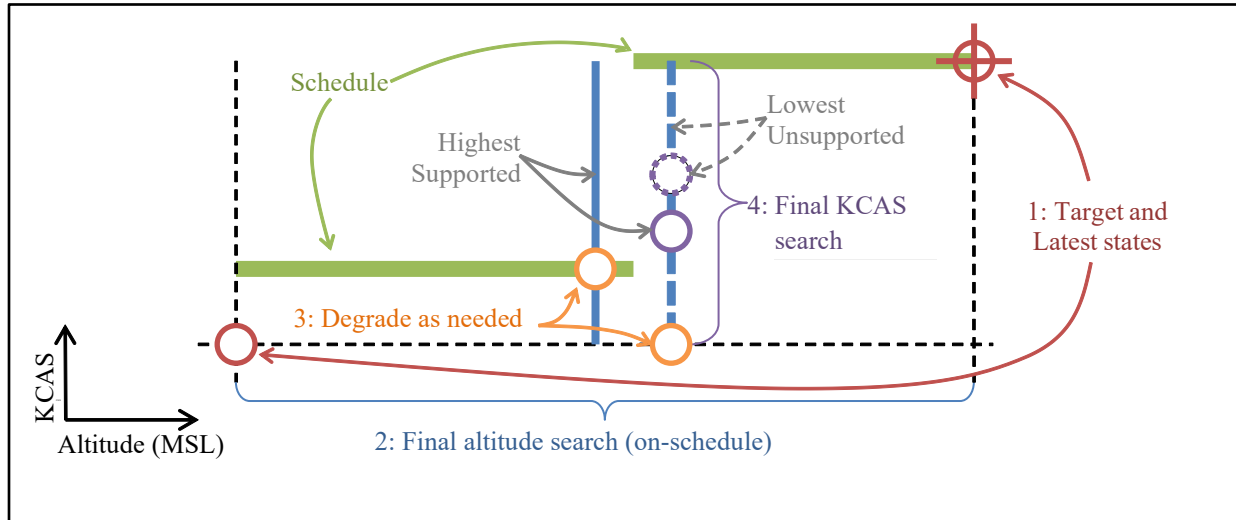 Schedule
Lowest
Unsupported
Highest
Supported
4: Final KCAS
search
1: Target and
Latest states
3: Degrade as needed
KCAS
Altitude (MSL)
2: Final altitude search (on-schedule)